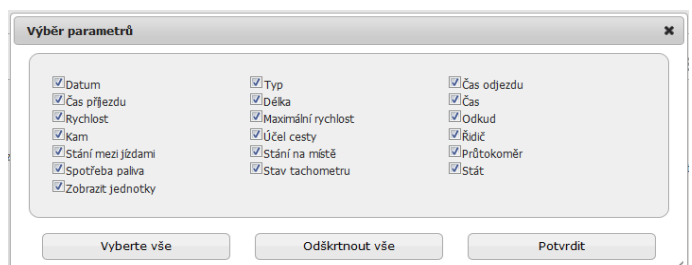 Výběr parametrů
Datum Typ Čas odjezdu
Čas příjezdu Délka Čas
Rychlost Maximální rychlost Odkud
Kam Účel cesty Řidič
Stání mezi jízdami Stání na místě Průtokoměr
Spotřeba paliva Stav tachometru Stát
Zobrazit jednotky
Vyberte vše Odškrtnout vše Potvrdit